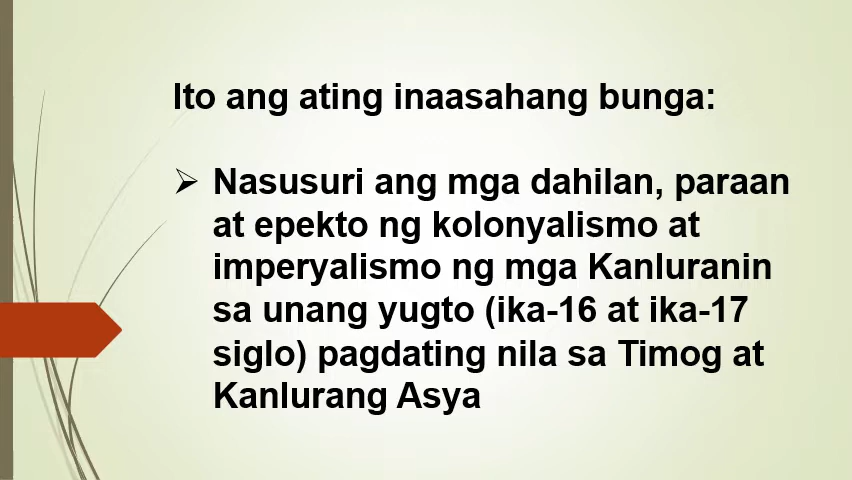 Ito ang ating inaasahang bunga:
➢ Nasusuri ang mga dahilan, paraan
at epekto ng kolonyalismo at
imperyalismo ng mga Kanluranin
sa unang yugto (ika-16 at ika-17
siglo) pagdating nila sa Timog at
Kanlurang Asya